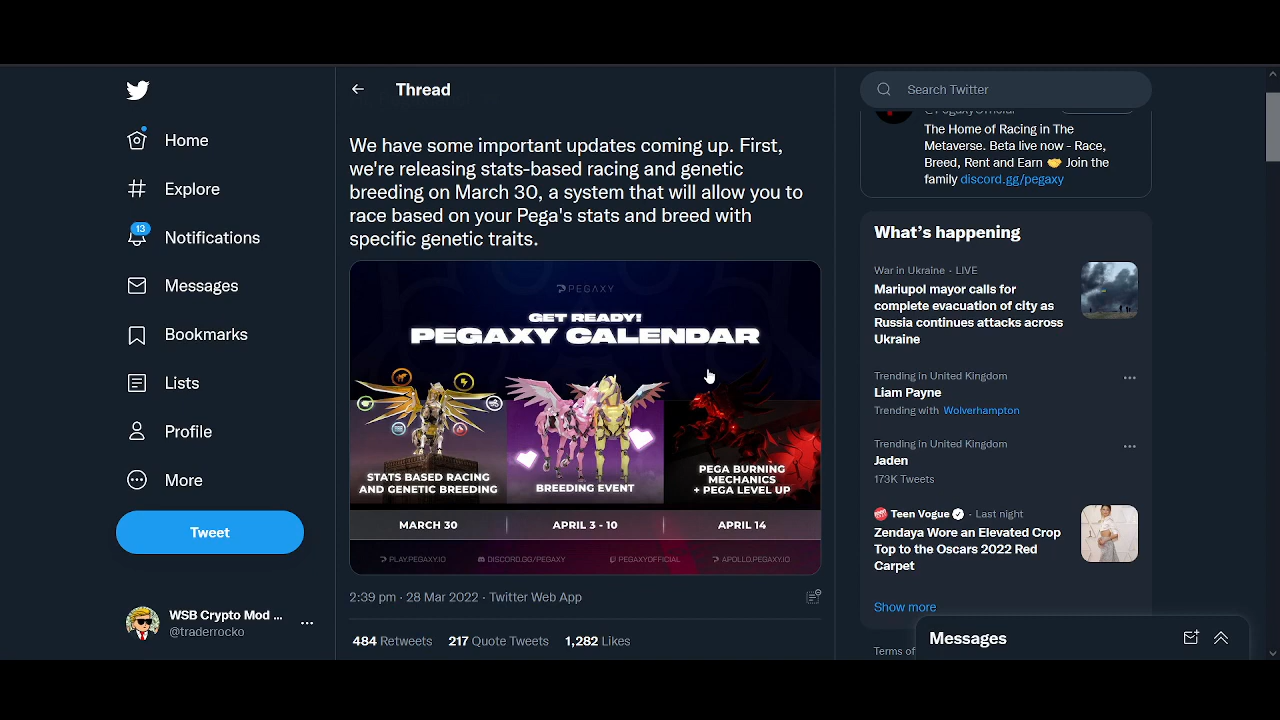 Home
Explore
13
Notifications
Messages
Bookmarks
Lists
Profile
More
Tweet
WSB Crypto Mod ...
@traderrocko
Thread
We have some important updates coming up. First,
we're releasing stats-based racing and genetic
breeding on March 30, a system that will allow you to
race based on your Pega's stats and breed with
specific genetic traits.
PEGAXY
GET READY!
PEGAXY CALENDAR
STATS BASED RACING
AND GENETIC BREEDING
BREEDING EVENT
PEGA BURNING
MECHANICS
+ PEGA LEVEL UP
MARCH 30
APRIL 3 - 10
APRIL 14
PLAY.PEGAXY.IO
DISCORD.GG/PEGAXY
PEGAXYOFFICIAL
APOLLO.PEGAXY.IO
2:39 pm · 28 Mar 2022 · Twitter Web App
484 Retweets 217 Quote Tweets 1,282 Likes
Search Twitter
@PegaxyOfficial
The Home of Racing in The
Metaverse. Beta live now - Race,
Breed, Rent and Earn 🤝 Join the
family discord.gg/pegaxy
What's happening
War in Ukraine · LIVE
Mariupol mayor calls for
complete evacuation of city as
Russia continues attacks across
Ukraine
Trending in United Kingdom
Liam Payne
Trending with Wolverhampton
Trending in United Kingdom
Jaden
173K Tweets
Teen Vogue · Last night
Zendaya Wore an Elevated Crop
Top to the Oscars 2022 Red
Carpet
Show more
Terms of
Messages